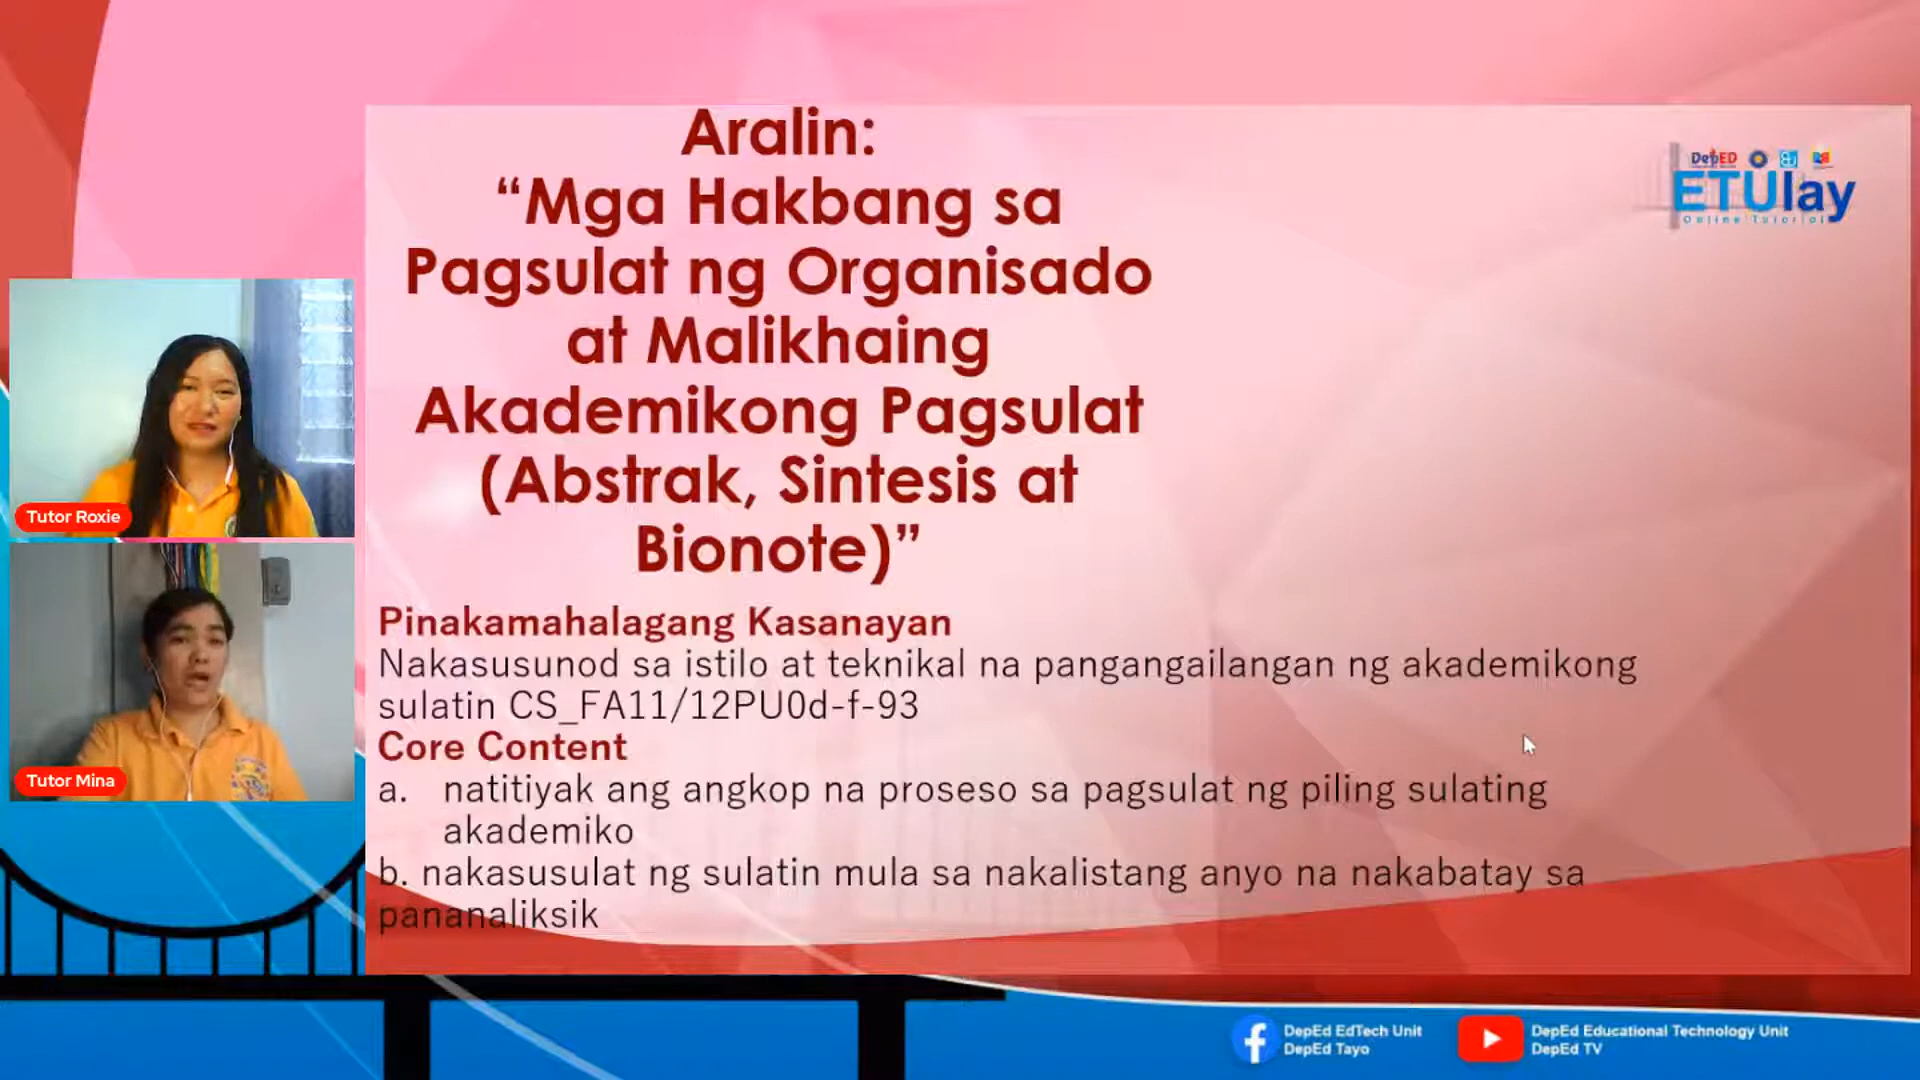 Aralin:
“Mga Hakbang sa
Pagsulat ng Organisado
at Malikhaing
Akademikong Pagsulat
(Abstrak, Sintesis at
Bionote)”
Pinakamahalagang Kasanayan
Nakasusunod sa istilo at teknikal na pangangailangan ng akademikong
sulatin CS_FA11/12PU0d-f-93
Core Content
a. natitiyak ang angkop na proseso sa pagsulat ng piling sulating
akademiko
b. nakasusulat ng sulatin mula sa nakalistang anyo na nakabatay sa
pananaliksik
DepED
ETUlay
Online Tutorial
Tutor Roxie
Tutor Mina
DepEd EdTech Unit
DepEd Tayo
DepEd Educational Technology Unit
DepEd TV